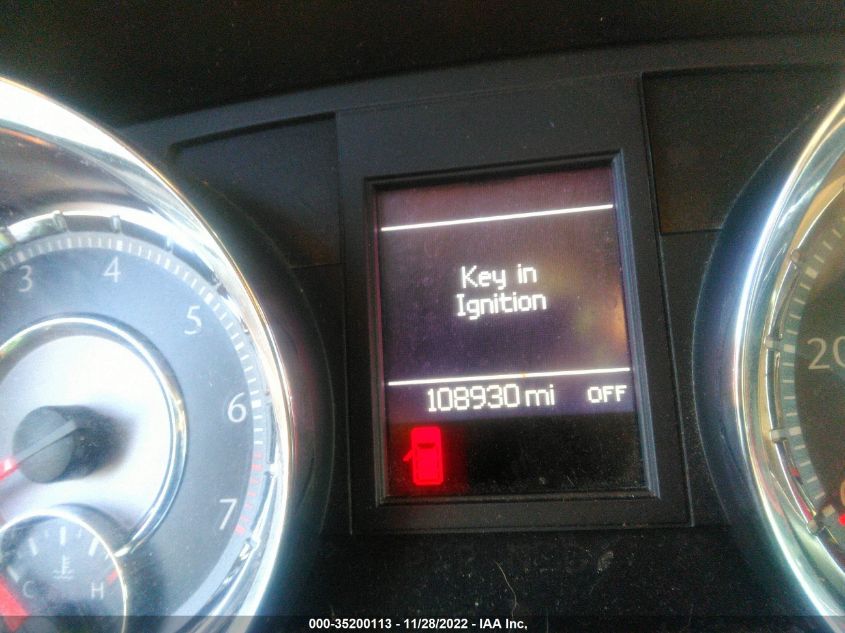 3
4
5
6
7
C
H
Key in
Ignition
108930 mi OFF
20
000-35200113 - 11/28/2022 - IAA Inc.